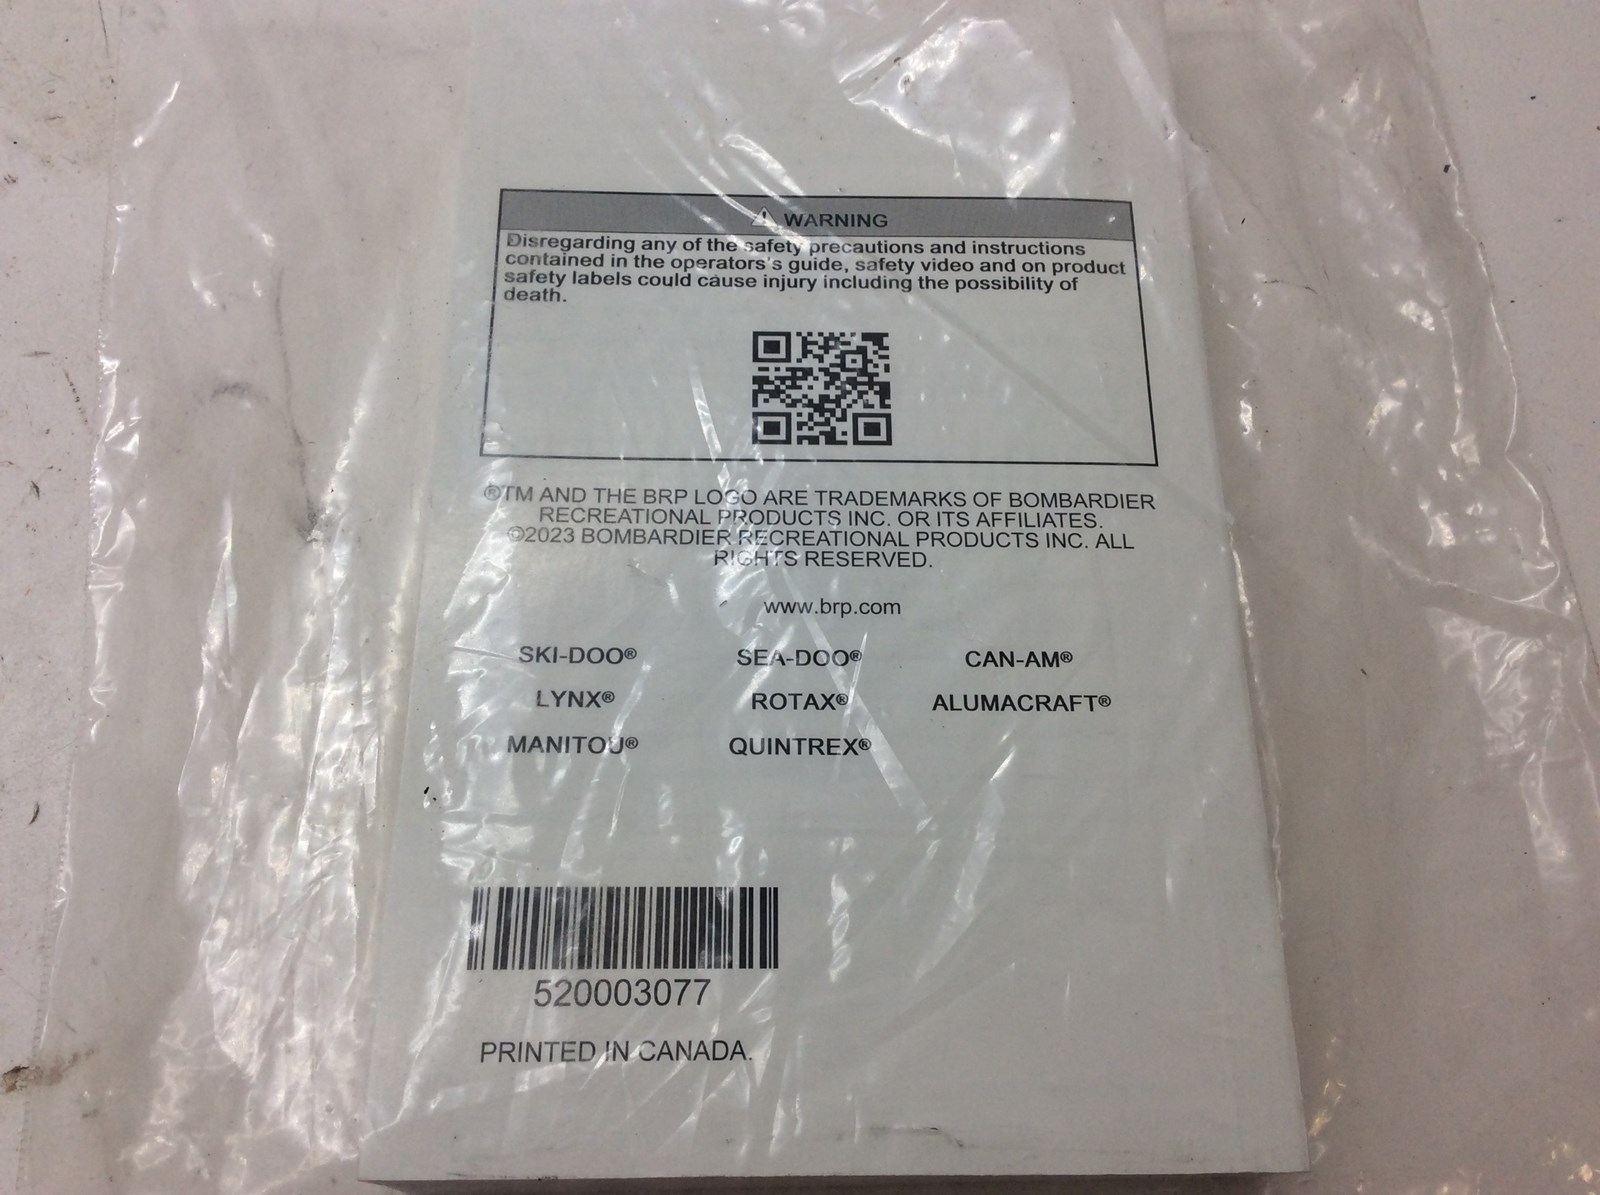 ⚠ WARNING
Disregarding any of the safety precautions and instructions
contained in the operators's guide, safety video and on product
safety labels could cause injury including the possibility of
death.
®TM AND THE BRP LOGO ARE TRADEMARKS OF BOMBARDIER
RECREATIONAL PRODUCTS INC. OR ITS AFFILIATES.
©2023 BOMBARDIER RECREATIONAL PRODUCTS INC. ALL
RIGHTS RESERVED.
www.brp.com
SKI-DOO® SEA-DOO® CAN-AM®
LYNX® ROTAX® ALUMACRAFT®
MANITOU® QUINTREX®
520003077
PRINTED IN CANADA.